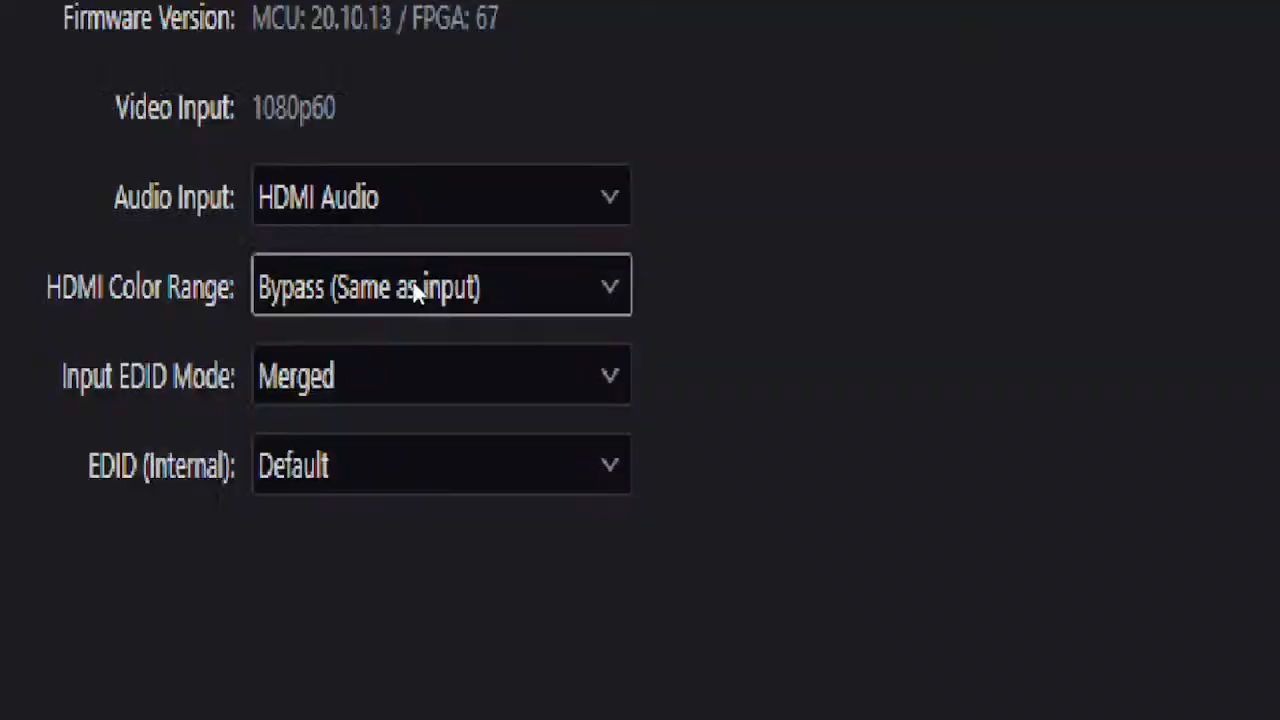 Firmware Version: MCU: 20.10.13 / FPGA: 67
Video Input: 1080p60
Audio Input: HDMI Audio
HDMI Color Range: Bypass (Same as input)
Input EDID Mode: Merged
EDID (Internal): Default